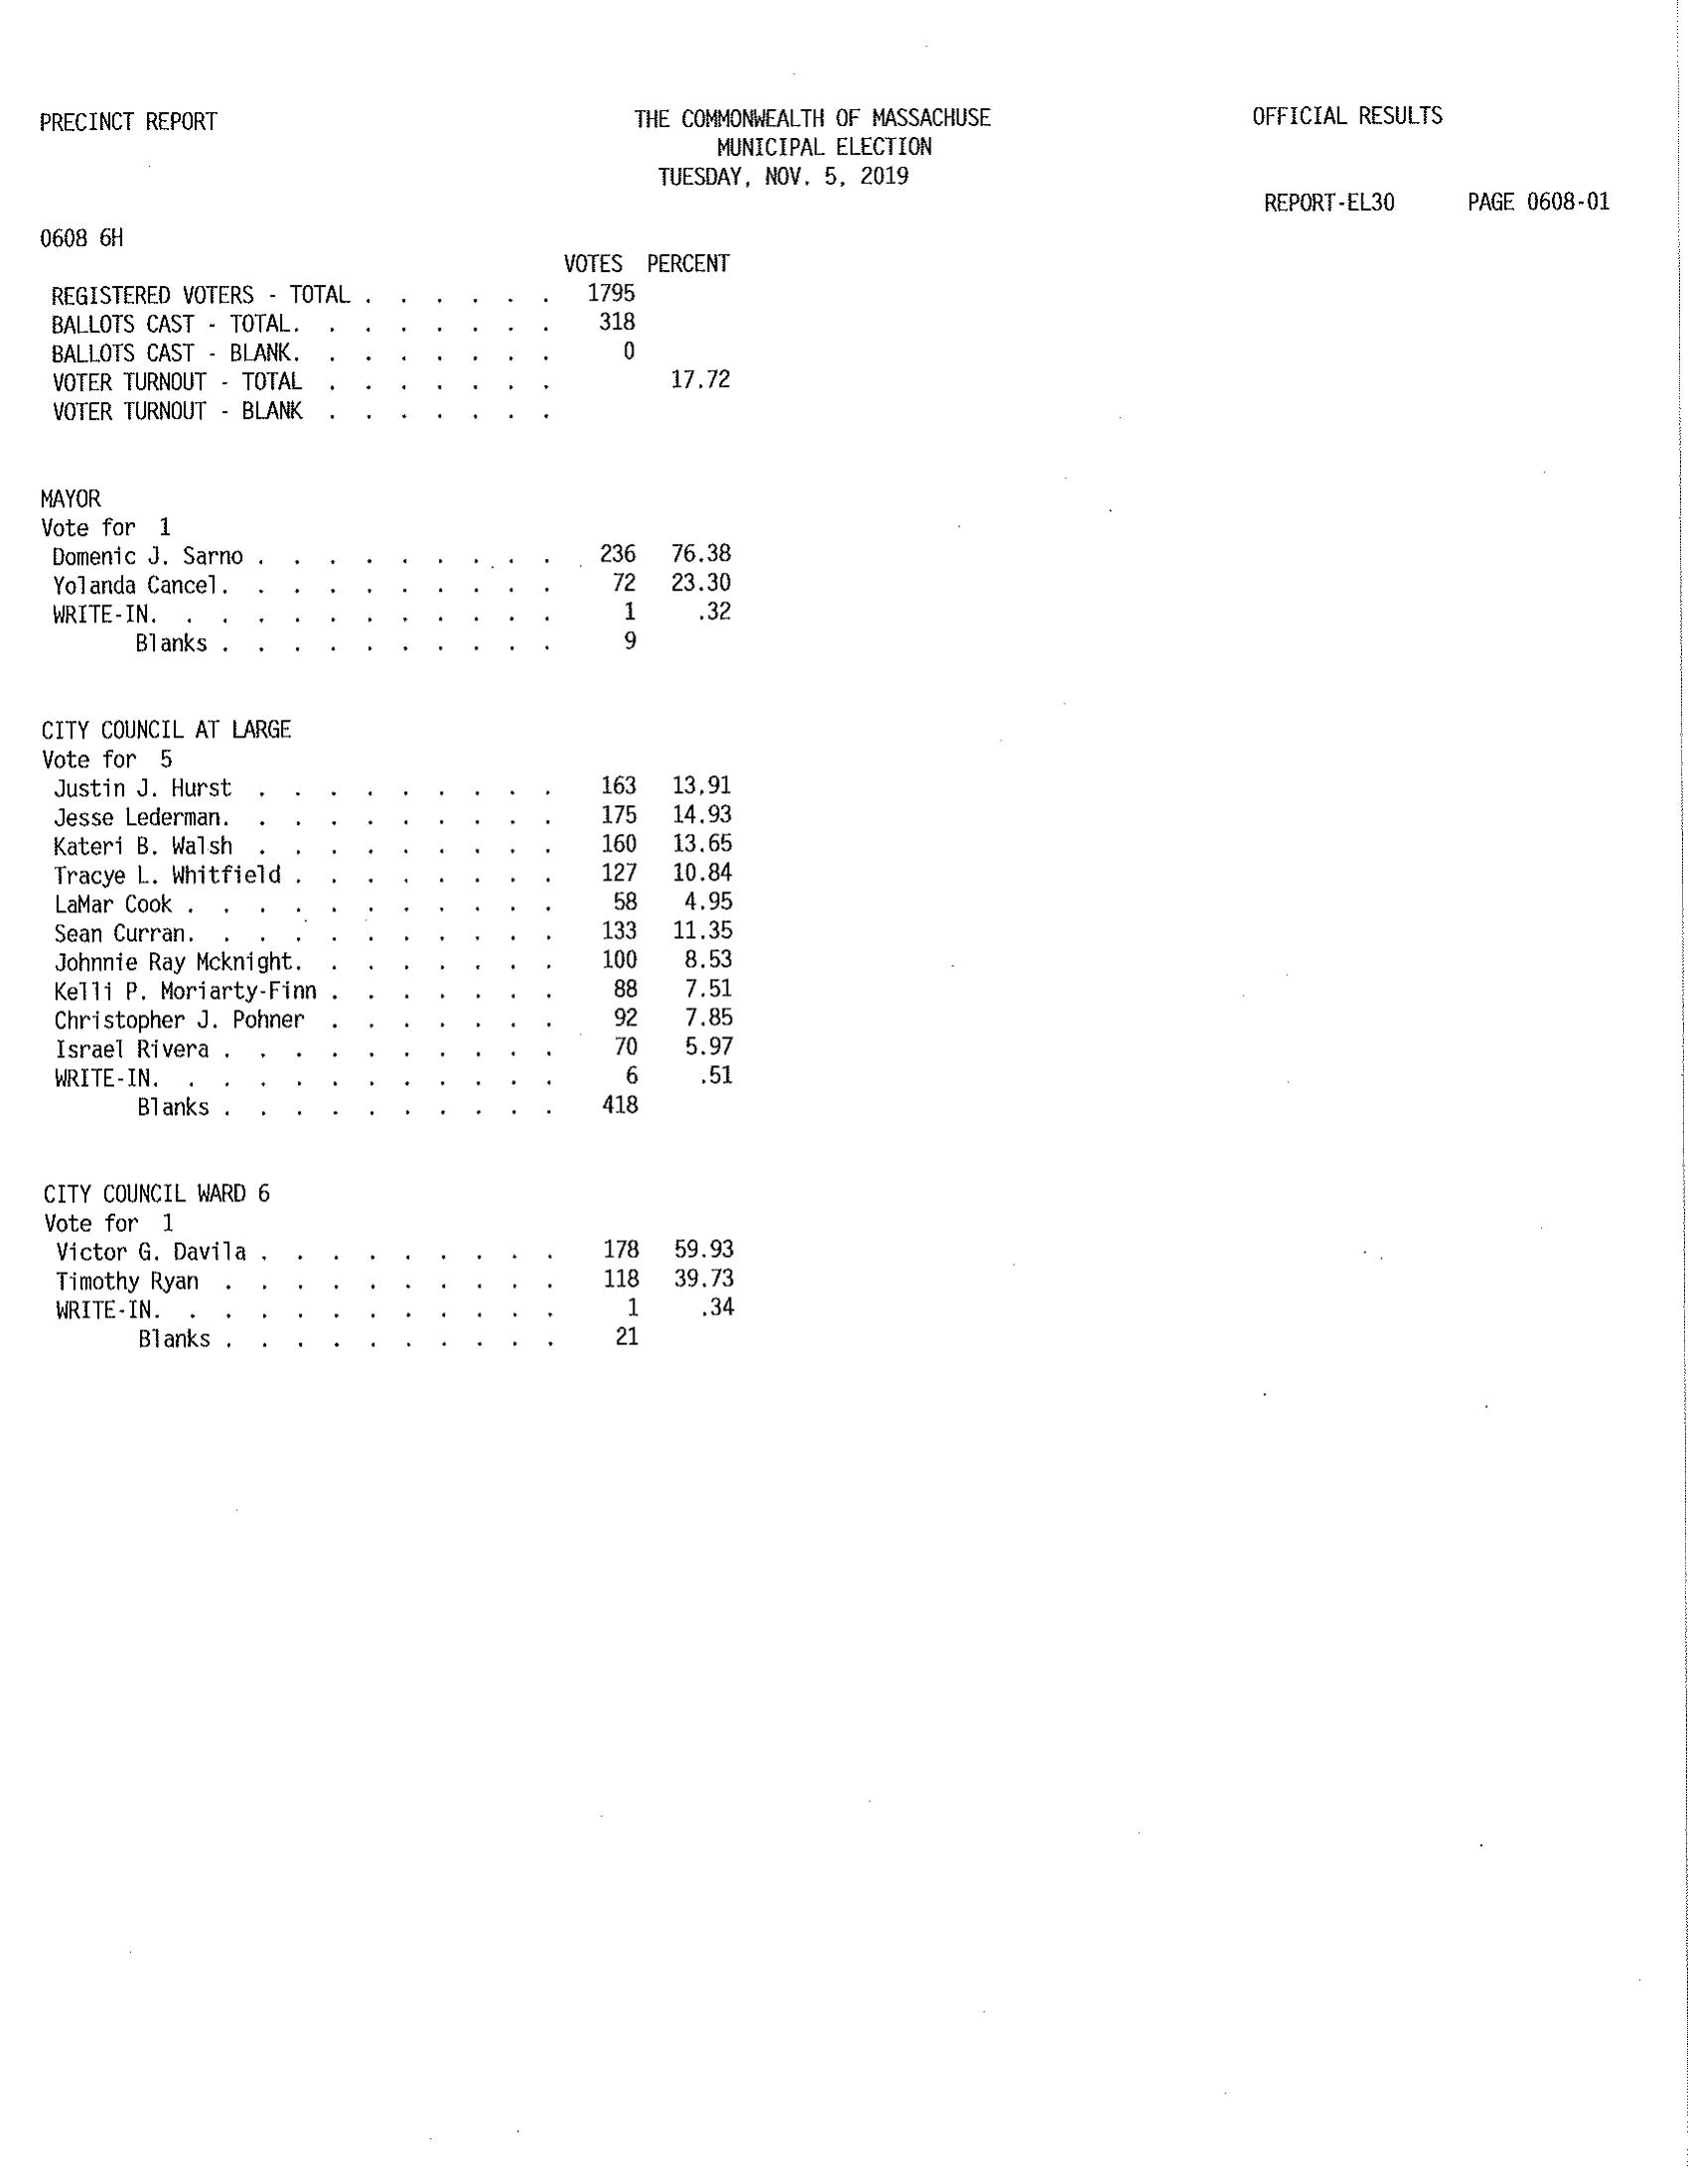 PRECINCT REPORT THE COMMONWEALTH OF MASSACHUSE OFFICIAL RESULTS
MUNICIPAL ELECTION
TUESDAY, NOV. 5, 2019
REPORT-EL30 PAGE 0608-01
0608 6H
VOTES PERCENT
REGISTERED VOTERS - TOTAL . . . . . . 1795
BALLOTS CAST - TOTAL. . . . . . . . 318
BALLOTS CAST - BLANK. . . . . . . . 0
VOTER TURNOUT - TOTAL . . . . . . . 17.72
VOTER TURNOUT - BLANK . . . . . . .
MAYOR
Vote for 1
Domenic J. Sarno . . . . . . . . . 236 76.38
Yolanda Cancel. . . . . . . . . . 72 23.30
WRITE-IN. . . . . . . . . . . . 1 .32
Blanks . . . . . . . . . . 9
CITY COUNCIL AT LARGE
Vote for 5
Justin J. Hurst . . . . . . . . . 163 13.91
Jesse Lederman. . . . . . . . . . 175 14.93
Kateri B. Walsh . . . . . . . . . 160 13.65
Tracye L. Whitfield . . . . . . . . 127 10.84
LaMar Cook . . . . . . . . . . . 58 4.95
Sean Curran. . . . . . . . . . . 133 11.35
Johnnie Ray Mcknight. . . . . . . . 100 8.53
Kelli P. Moriarty-Finn . . . . . . . 88 7.51
Christopher J. Pohner . . . . . . . 92 7.85
Israel Rivera . . . . . . . . . . 70 5.97
WRITE-IN. . . . . . . . . . . . 6 .51
Blanks . . . . . . . . . . 418
CITY COUNCIL WARD 6
Vote for 1
Victor G. Davila . . . . . . . . . 178 59.93
Timothy Ryan . . . . . . . . . . 118 39.73
WRITE-IN. . . . . . . . . . . . 1 .34
Blanks . . . . . . . . . . 21